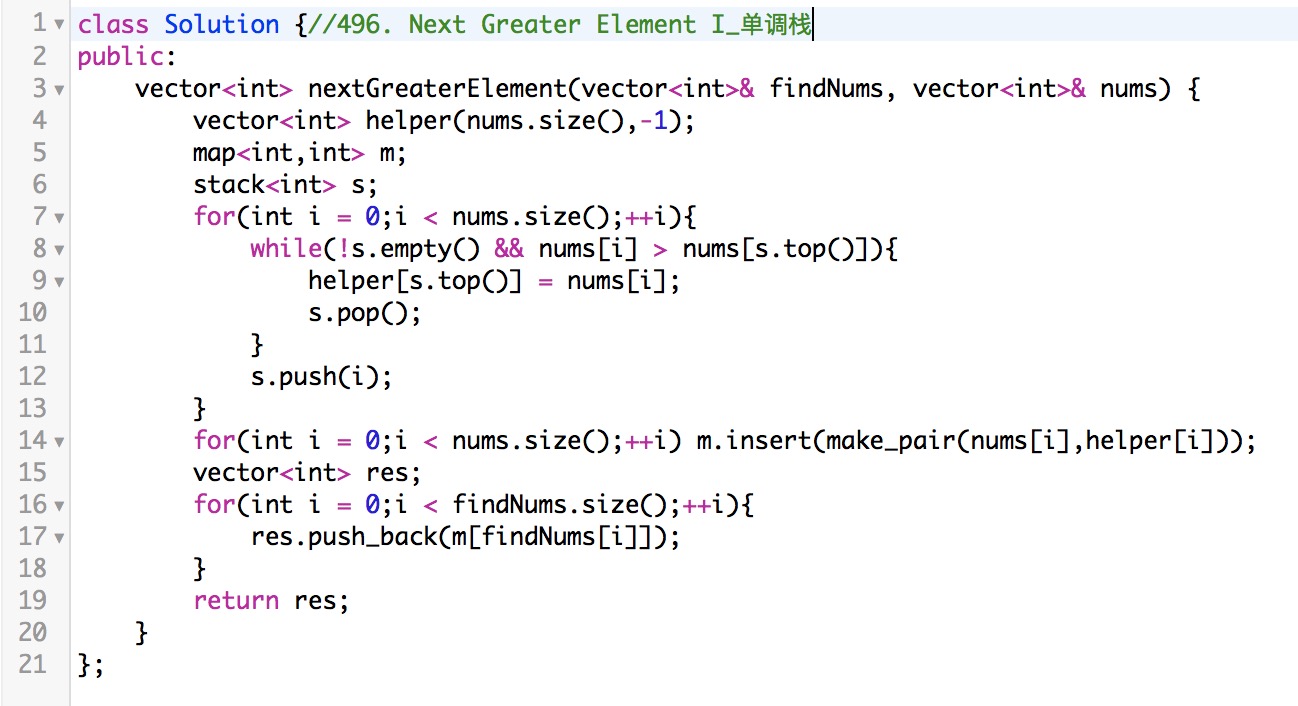 1 class Solution {//496. Next Greater Element I_单调栈
2 public:
3     vector<int> nextGreaterElement(vector<int>& findNums, vector<int>& nums) {
4         vector<int> helper(nums.size(),-1);
5         map<int,int> m;
6         stack<int> s;
7         for(int i = 0;i < nums.size();++i){
8             while(!s.empty() && nums[i] > nums[s.top()]){
9                 helper[s.top()] = nums[i];
10                 s.pop();
11             }
12             s.push(i);
13         }
14         for(int i = 0;i < nums.size();++i) m.insert(make_pair(nums[i],helper[i]));
15         vector<int> res;
16         for(int i = 0;i < findNums.size();++i){
17             res.push_back(m[findNums[i]]);
18         }
19         return res;
20     }
21 };